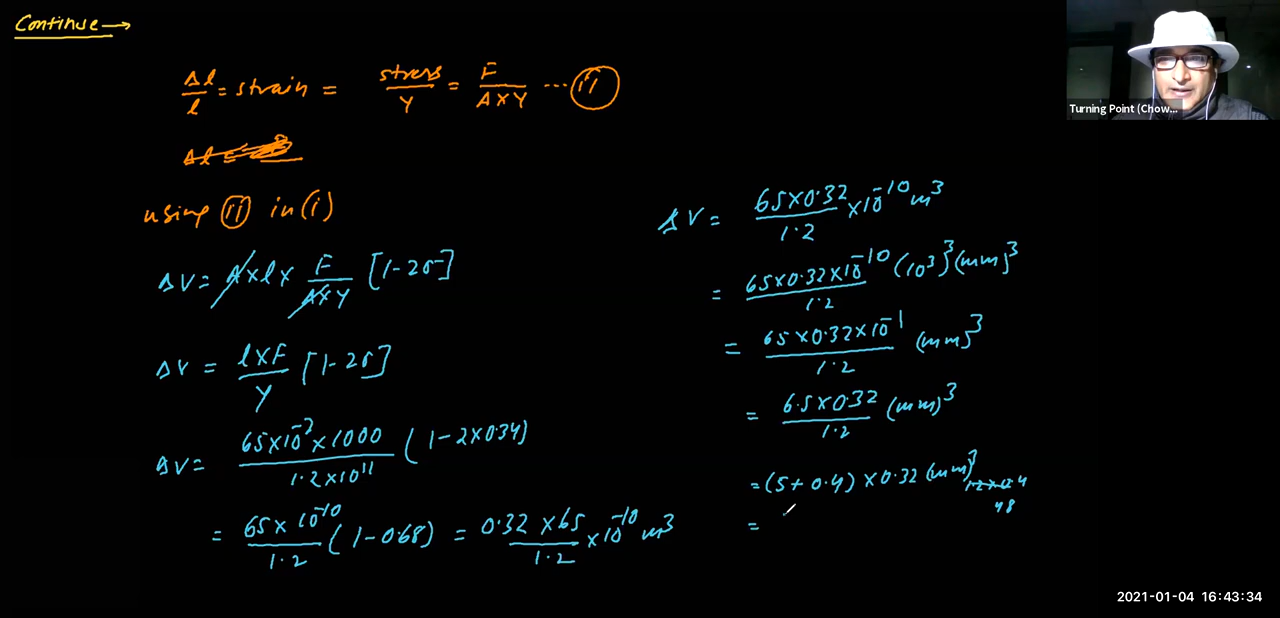 Continue →
Δl/l = strain = stress/Y = F/A×Y ... (ii)
using (ii) in (i)
ΔV = A×l× F/A×Y [1-2σ]
ΔV = l×F/Y [1-2σ]
ΔV = 65×10⁻²×1000/1.2×10¹¹ (1-2×0.34)
= 65×10⁻¹⁰/1.2 (1-0.68) = 0.32×65/1.2 ×10⁻¹⁰ m³
ΔV = 65×0.32/1.2 ×10⁻¹⁰ m³
= 65×0.32×10⁻¹⁰/1.2 (10³)³ (mm)³
= 65×0.32×10⁻¹/1.2 (mm)³
= 6.5×0.32/1.2 (mm)³
= (5+0.4)×0.32 (mm)³
48
=
Turning Point (Chow...
2021-01-04 16:43:34